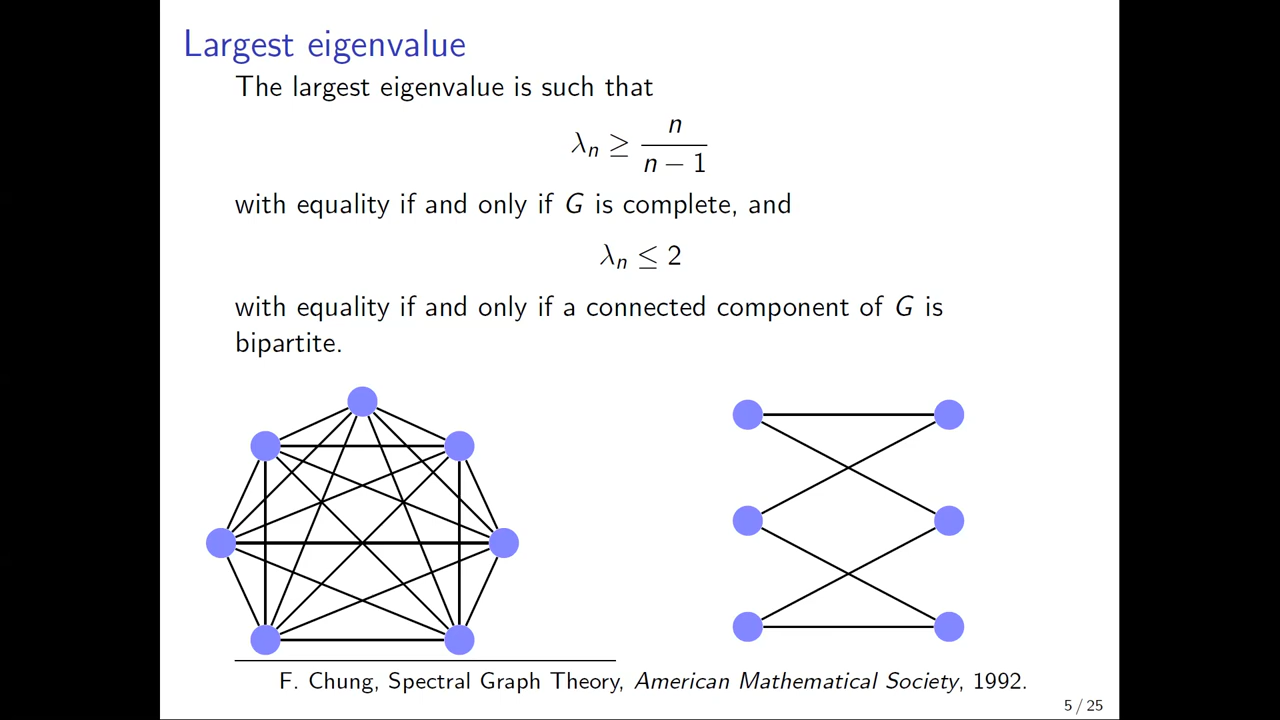 Largest eigenvalue
The largest eigenvalue is such that
λₙ ≥ n / (n − 1)
with equality if and only if G is complete, and
λₙ ≤ 2
with equality if and only if a connected component of G is
bipartite.
F. Chung, Spectral Graph Theory, American Mathematical Society, 1992.
5 / 25